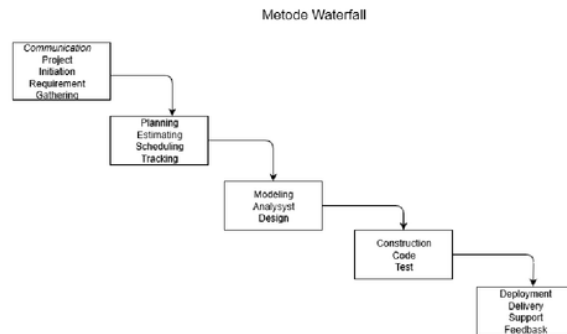 Metode Waterfall
Communication
Project
Initiation
Requirement
Gathering
Planning
Estimating
Scheduling
Tracking
Modeling
Analysyst
Design
Construction
Code
Test
Deployment
Delivery
Support
Feedbask